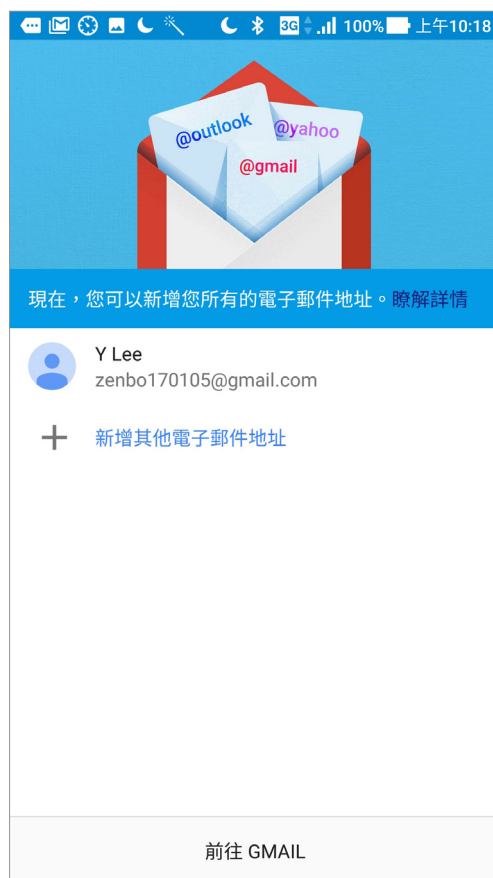 3G 100% 上午10:18
@outlook
@yahoo
@gmail
現在，您可以新增您所有的電子郵件地址。瞭解詳情
Y Lee
zenbo170105@gmail.com
新增其他電子郵件地址
前往 GMAIL